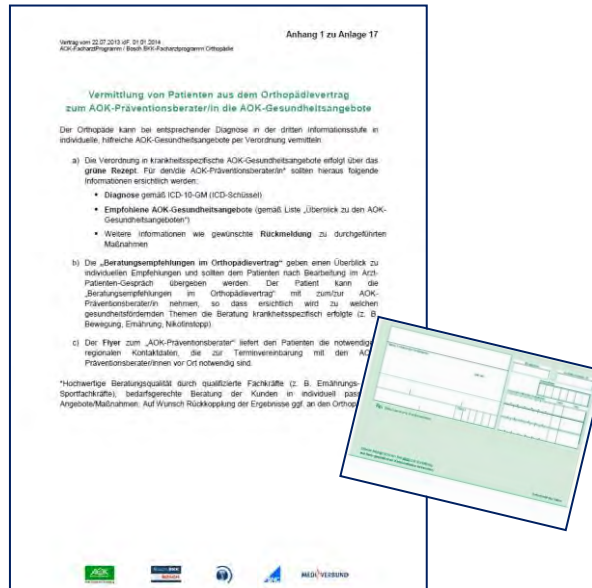 Anhang 1 zu Anlage 17
Vertrag vom 22.07.2013 idF. 01.01.2014
AOK-FacharztProgramm / Bosch BKK-Facharztprogramm Orthopädie
Vermittlung von Patienten aus dem Orthopädievertrag
zum AOK-Präventionsberater/in die AOK-Gesundheitsangebote
Der Orthopäde kann bei entsprechender Diagnose in der dritten Informationsstufe in
individuelle, hilfreiche AOK-Gesundheitsangebote per Verordnung vermitteln:
a) Die Verordnung in krankheitsspezifische AOK-Gesundheitsangebote erfolgt über das
grüne Rezept. Für den/die AOK-Präventionsberater/in* sollten hieraus folgende
Informationen ersichtlich werden:
• Diagnose gemäß ICD-10-GM (ICD-Schlüssel)
• Empfohlene AOK-Gesundheitsangebote (gemäß Liste „Überblick zu den AOK-
Gesundheitsangeboten“)
• Weitere Informationen wie gewünschte Rückmeldung zu durchgeführten
Maßnahmen
b) Die „Beratungsempfehlungen im Orthopädievertrag“ geben einen Überblick zu
individuellen Empfehlungen und sollten dem Patienten nach Bearbeitung im Arzt-
Patienten-Gespräch übergeben werden. Der Patient kann die
„Beratungsempfehlungen im Orthopädievertrag“ mit zum/zur AOK-
Präventionsberater/in nehmen, so dass ersichtlich wird zu welchen
gesundheitsfördernden Themen die Beratung krankheitsspezifisch erfolgte (z. B.
Bewegung, Ernährung, Nikotinstopp).
c) Der Flyer zum „AOK-Präventionsberater“ liefert den Patienten die notwendige
regionalen Kontaktdaten, die zur Terminvereinbarung mit den AO
Präventionsberater/innen vor Ort notwendig sind.
*Hochwertige Beratungsqualität durch qualifizierte Fachkräfte (z. B. Ernährungs-
Sportfachkräfte), bedarfsgerechte Beratung der Kunden in individuell pas
Angebote/Maßnahmen. Auf Wunsch Rückkopplung der Ergebnisse ggf. an den Orthop
AOK
Bosch BKK
MEDIVERBUND